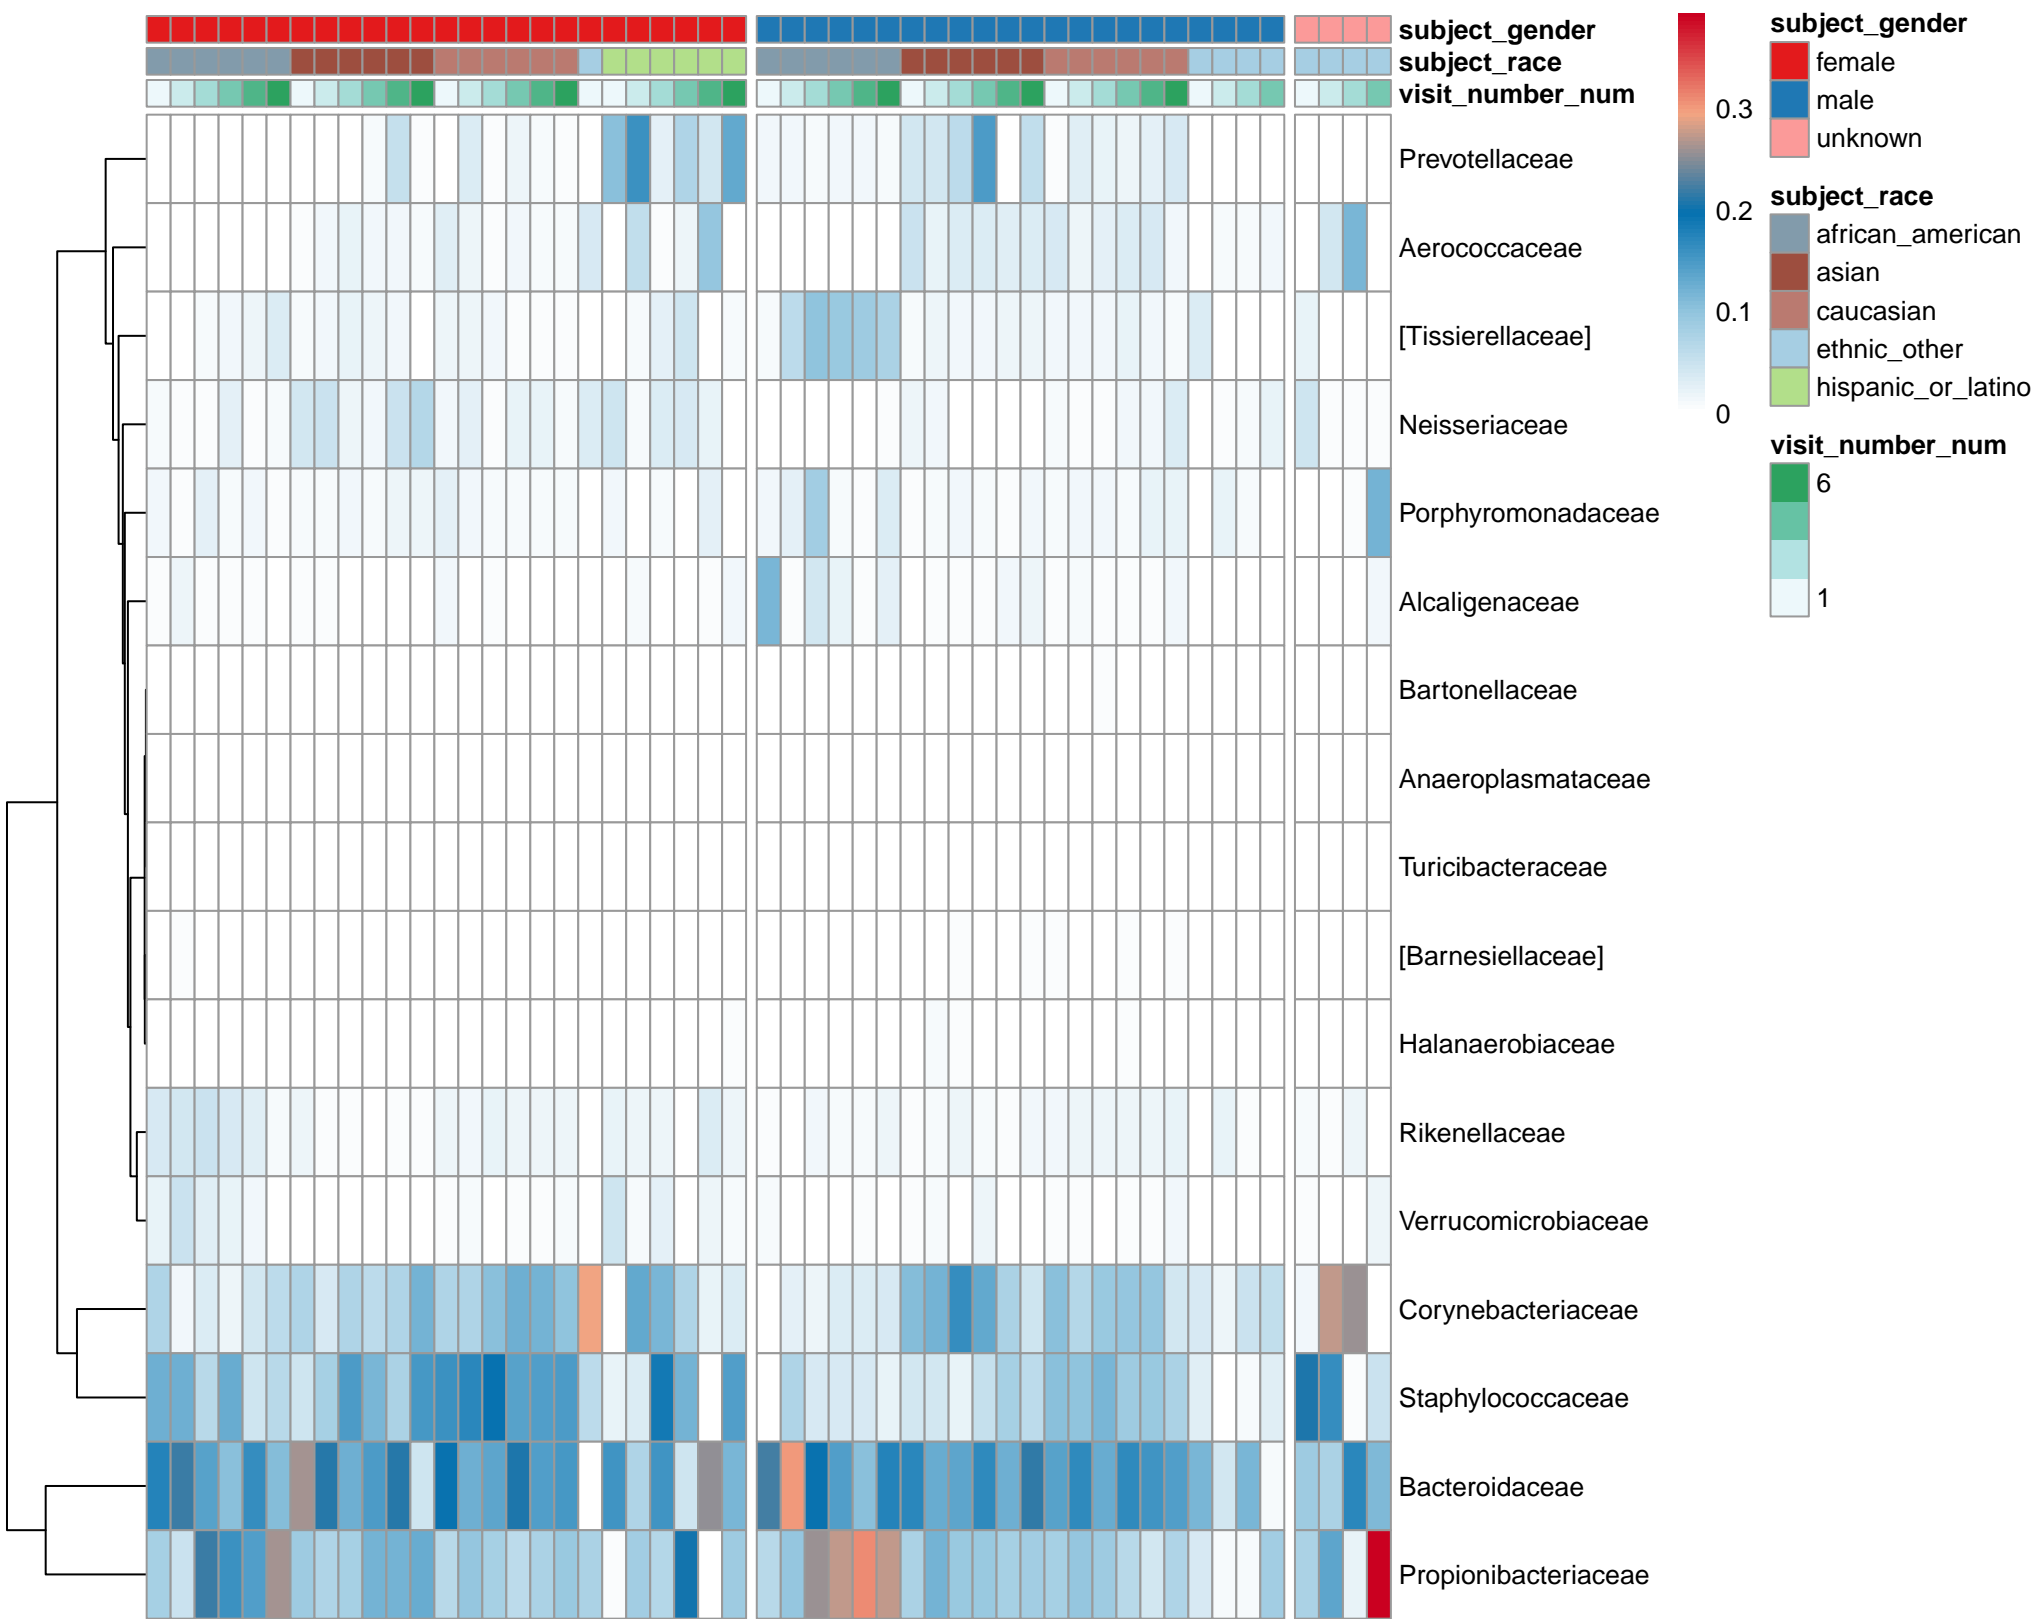 subject_gender
subject_race
visit_number_num
Prevotellaceae
Aerococcaceae
[Tissierellaceae]
Neisseriaceae
Porphyromonadaceae
Alcaligenaceae
Bartonellaceae
Anaeroplasmataceae
Turicibacteraceae
[Barnesiellaceae]
Halanaerobiaceae
Rikenellaceae
Verrucomicrobiaceae
Corynebacteriaceae
Staphylococcaceae
Bacteroidaceae
Propionibacteriaceae
0.3
0.2
0.1
0
subject_gender
female
male
unknown
subject_race
african_american
asian
caucasian
ethnic_other
hispanic_or_latino
visit_number_num
6
1